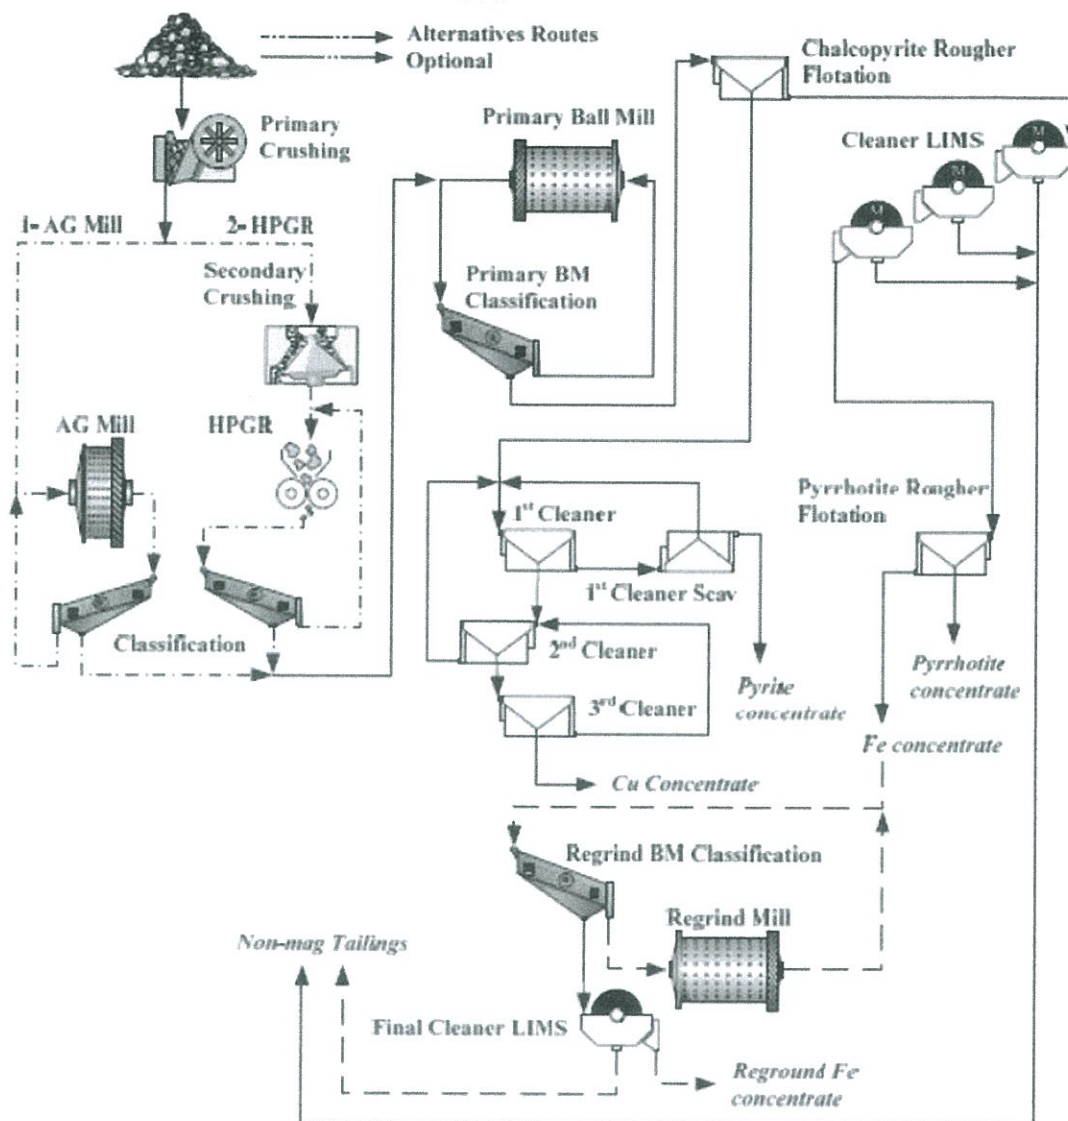 Alternatives Routes
Optional
Chalcopyrite Rougher
Flotation
Primary
Crushing
Primary Ball Mill
Cleaner LIMS
M
M
M
1- AG Mill
2- HPGR
Secondary
Crushing
Primary BM
Classification
AG Mill
HPGR
Pyrrhotite Rougher
Flotation
1st Cleaner
1st Cleaner Scav
Classification
2nd Cleaner
Pyrite
concentrate
Pyrrhotite
concentrate
3rd Cleaner
Fe concentrate
Cu Concentrate
Regrind BM Classification
Regrind Mill
Non-mag Tailings
Final Cleaner LIMS
Reground Fe
concentrate